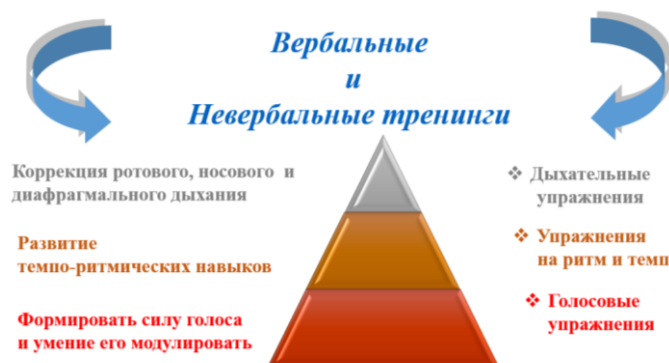 Вербальные
и
Невербальные тренинги
Коррекция ротового, носового и
диафрагмального дыхания
❖ Дыхательные
упражнения
Развитие
темпо-ритмических навыков
❖ Упражнения
на ритм и темп
Формировать силу голоса
и умение его модулировать
❖ Голосовые
упражнения